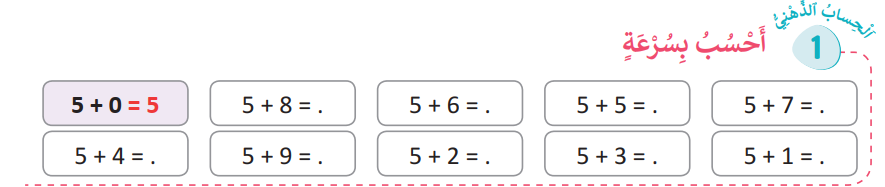 اَلْحِسابُ الذِّهْنِيُّ
1 أَحْسُبُ بِسُرْعَةٍ
5 + 0 = 5 5 + 8 = . 5 + 6 = . 5 + 5 = . 5 + 7 = .
5 + 4 = . 5 + 9 = . 5 + 2 = . 5 + 3 = . 5 + 1 = .